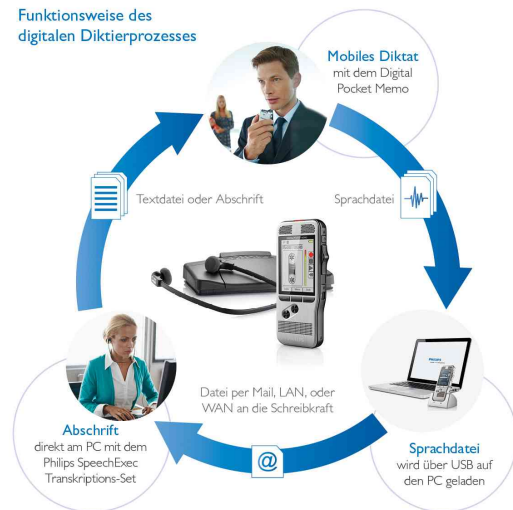 Funktionsweise des
digitalen Diktierprozesses
Mobiles Diktat
mit dem Digital
Pocket Memo
Textdatei oder Abschrift
Sprachdatei
Datei per Mail, LAN, oder
WAN an die Schreibkraft
@
Abschrift
direkt am PC mit dem
Philips SpeechExec
Transkriptions-Set
PHILIPS
Sprachdatei
wird über USB auf
den PC geladen